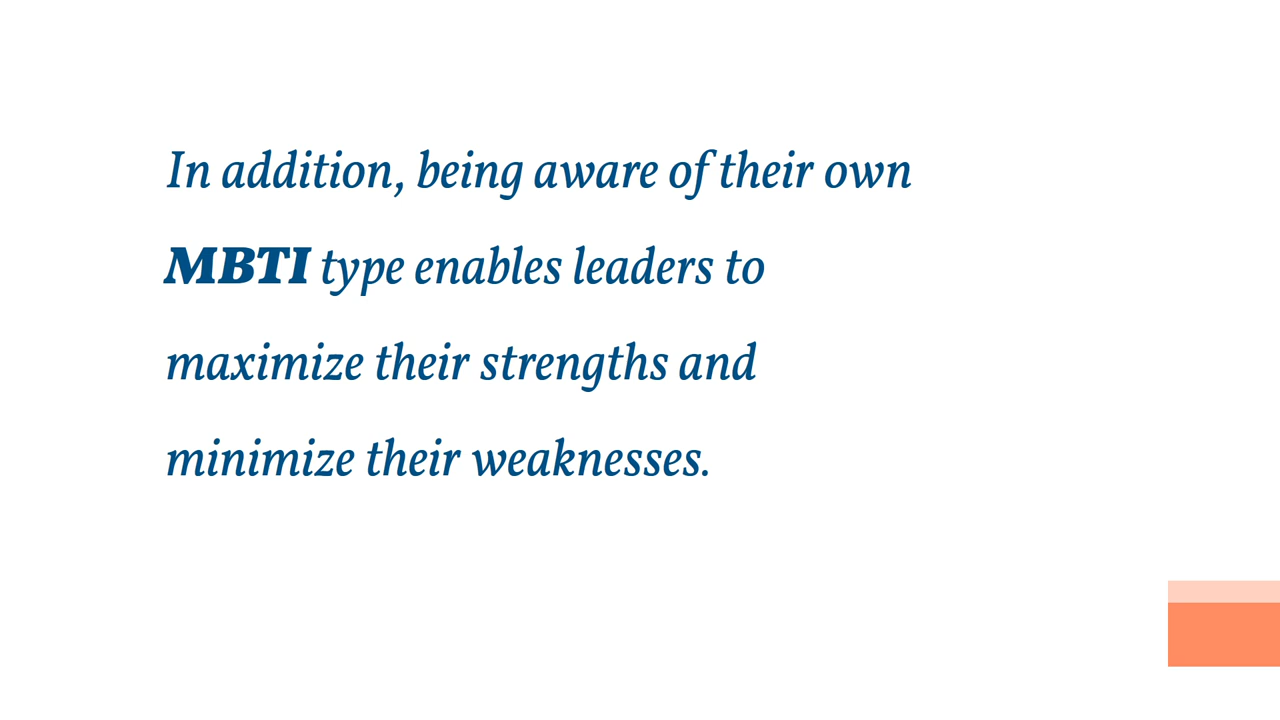 In addition, being aware of their own
MBTI type enables leaders to
maximize their strengths and
minimize their weaknesses.